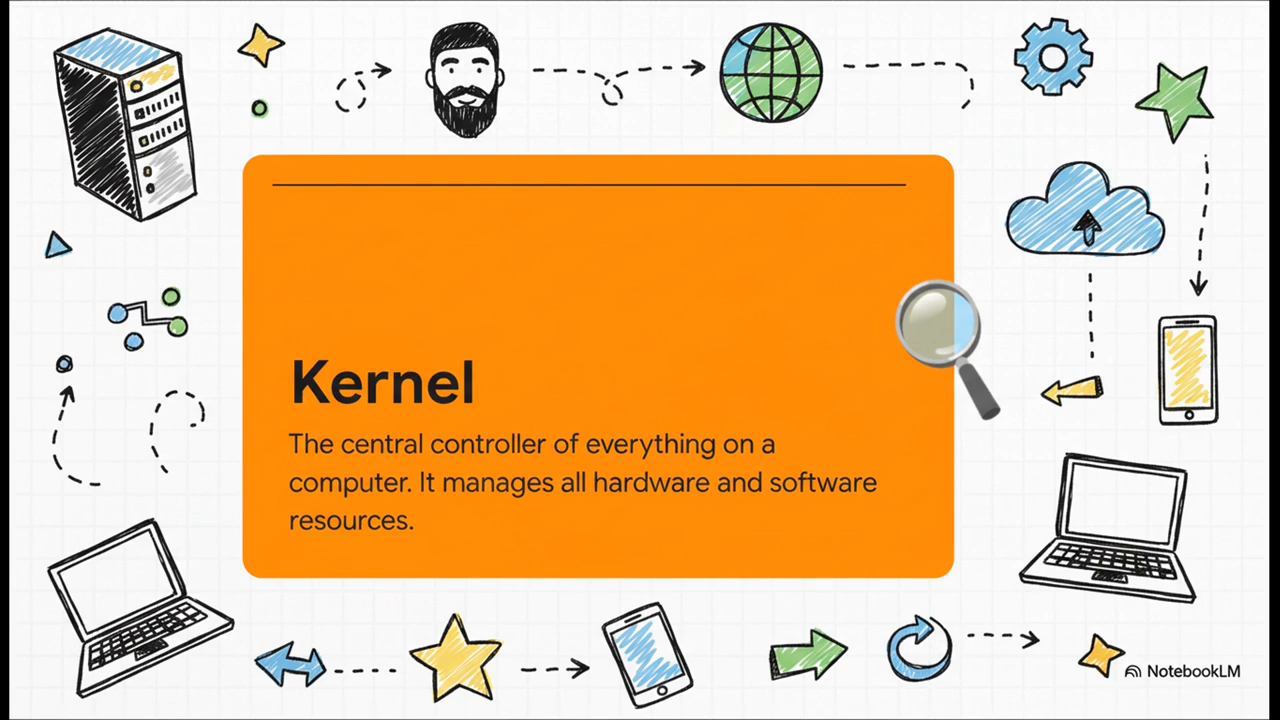 Kernel
The central controller of everything on a
computer. It manages all hardware and software
resources.
NotebookLM